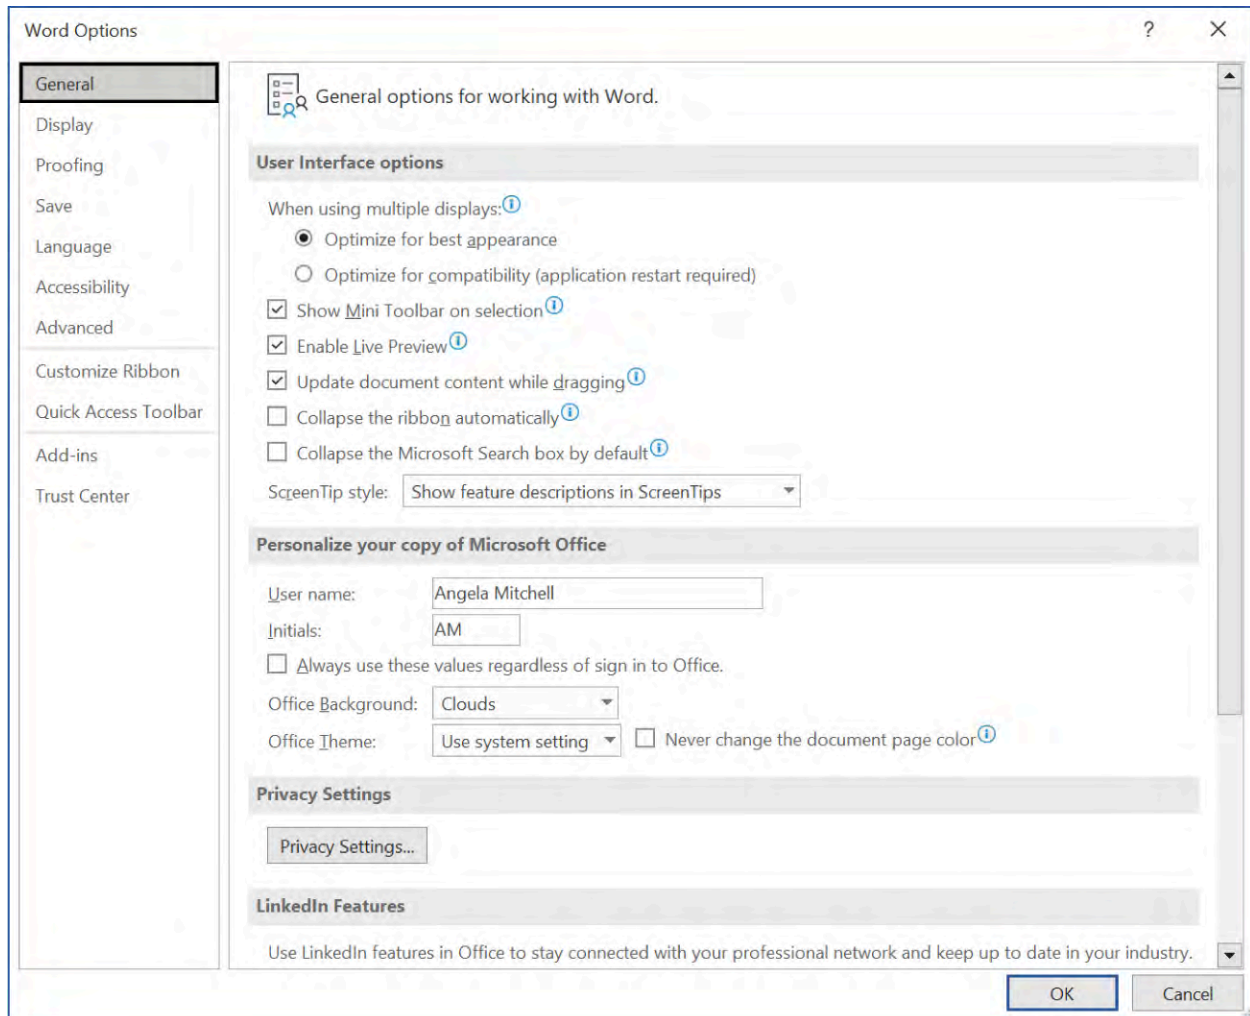 Word Options
?
General
Display
Proofing
Save
Language
Accessibility
Advanced
Customize Ribbon
Quick Access Toolbar
Add-ins
Trust Center
General options for working with Word.
User Interface options
When using multiple displays:
Optimize for best appearance
Optimize for compatibility (application restart required)
Show Mini Toolbar on selection
Enable Live Preview
Update document content while dragging
Collapse the ribbon automatically
Collapse the Microsoft Search box by default
ScreenTip style: Show feature descriptions in ScreenTips
Personalize your copy of Microsoft Office
User name: Angela Mitchell
Initials: AM
Always use these values regardless of sign in to Office.
Office Background: Clouds
Office Theme: Use system setting Never change the document page color
Privacy Settings
Privacy Settings...
LinkedIn Features
Use LinkedIn features in Office to stay connected with your professional network and keep up to date in your industry.
OK Cancel